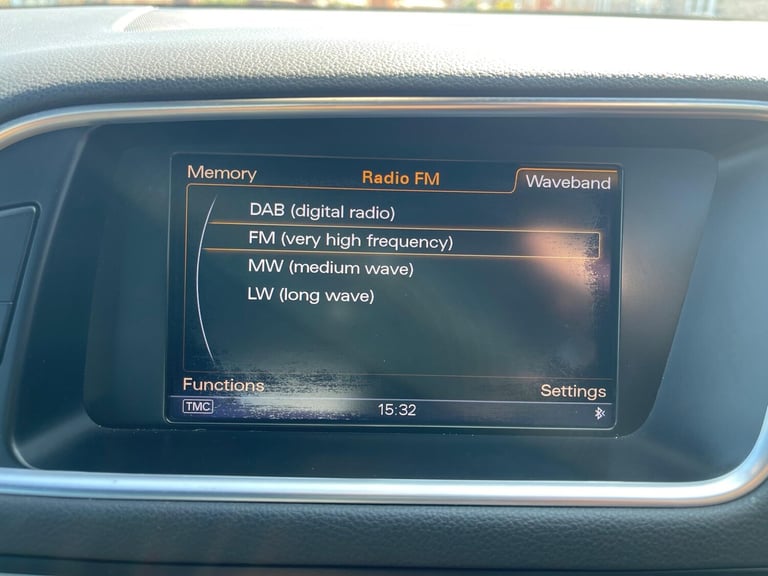 Memory Radio FM Waveband
DAB (digital radio)
FM (very high frequency)
MW (medium wave)
LW (long wave)
Functions Settings
TMC 15:32